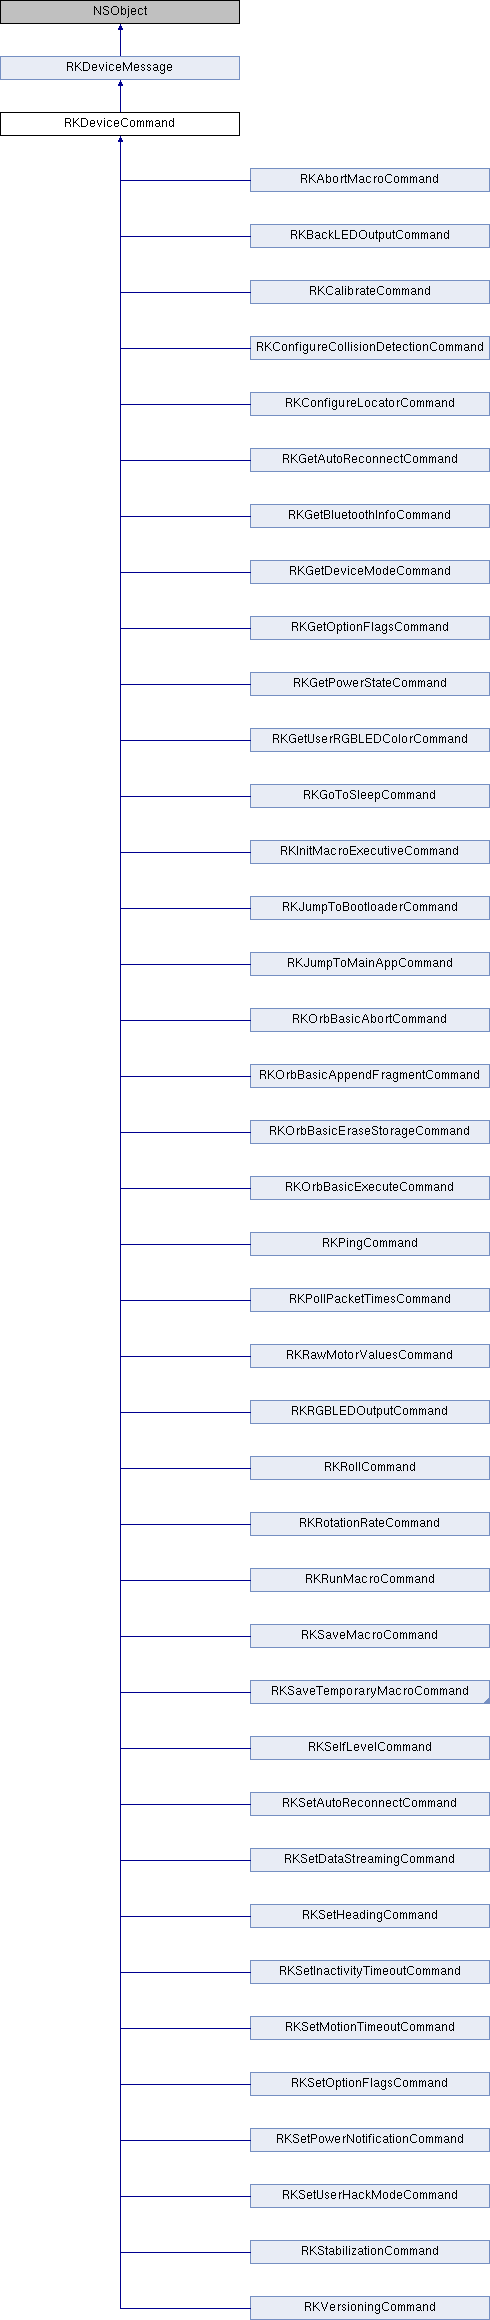 NSObject
RKDeviceMessage
RKDeviceCommand
RKAbortMacroCommand
RKBackLEDOutputCommand
RKCalibrateCommand
RKConfigureCollisionDetectionCommand
RKConfigureLocatorCommand
RKGetAutoReconnectCommand
RKGetBluetoothInfoCommand
RKGetDeviceModeCommand
RKGetOptionFlagsCommand
RKGetPowerStateCommand
RKGetUserRGBLEDColorCommand
RKGoToSleepCommand
RKInitMacroExecutiveCommand
RKJumpToBootloaderCommand
RKJumpToMainAppCommand
RKOrbBasicAbortCommand
RKOrbBasicAppendFragmentCommand
RKOrbBasicEraseStorageCommand
RKOrbBasicExecuteCommand
RKPingCommand
RKPollPacketTimesCommand
RKRawMotorValuesCommand
RKRGBLEDOutputCommand
RKRollCommand
RKRotationRateCommand
RKRunMacroCommand
RKSaveMacroCommand
RKSaveTemporaryMacroCommand
RKSelfLevelCommand
RKSetAutoReconnectCommand
RKSetDataStreamingCommand
RKSetHeadingCommand
RKSetInactivityTimeoutCommand
RKSetMotionTimeoutCommand
RKSetOptionFlagsCommand
RKSetPowerNotificationCommand
RKSetUserHackModeCommand
RKStabilizationCommand
RKVersioningCommand